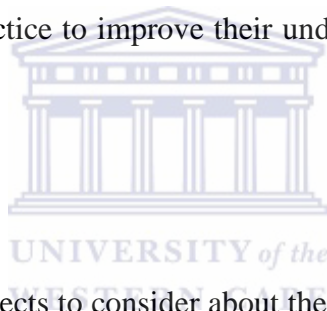 ctice to improve their und
UNIVERSITY of the
WESTERN CAPE
ects to consider about the